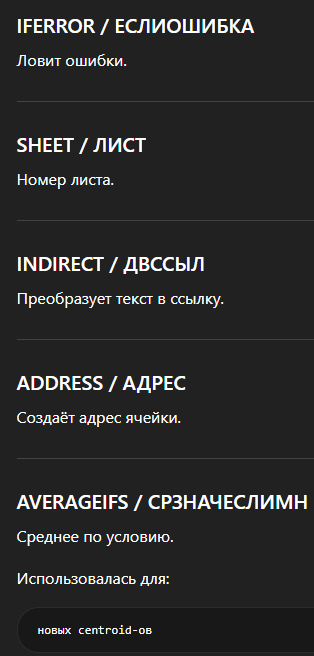 IFERROR / ЕСЛИОШИБКА
Ловит ошибки.
SHEET / ЛИСТ
Номер листа.
INDIRECT / ДВССЫЛ
Преобразует текст в ссылку.
ADDRESS / АДРЕС
Создаёт адрес ячейки.
AVERAGEIFS / СРЗНАЧЕСЛИМН
Среднее по условию.
Использовалась для:
новых centroid-ов